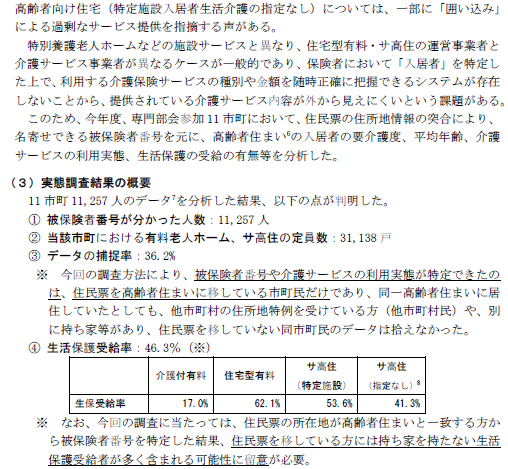 高齢者向け住宅（特定施設入居者生活介護の指定なし）については、一部に「囲い込み」
による過剰なサービス提供を指摘する声がある。
特別養護老人ホームなどの施設サービスと異なり、住宅型有料・サ高住の運営事業者と
介護サービス事業者が異なるケースが一般的であり、保険者において「入居者」を特定し
た上で、利用する介護保険サービスの種別や金額を随時正確に把握できるシステムが存在
しないことから、提供されている介護サービス内容が外から見えにくいという課題がある。
このため、今年度、専門部会参加 11 市町において、住民票の住所地情報の突合により、
名寄せできる被保険者番号を元に、高齢者住まい6の入居者の要介護度、平均年齢、介護
サービスの利用実態、生活保護の受給の有無等を分析した。
（３）実態調査結果の概要
11 市町 11,257 人のデータ7を分析した結果、以下の点が判明した。
① 被保険者番号が分かった人数：11,257 人
② 当該市町における有料老人ホーム、サ高住の定員数：31,138 戸
③ データの捕捉率：36.2%
※ 今回の調査方法により、被保険者番号や介護サービスの利用実態が特定できたの
は、住民票を高齢者住まいに移している市町民だけであり、同一高齢者住まいに居
住していたとしても、他市町村の住所地特例を受けている方（他市町村民）や、別
に持ち家等があり、住民票を移していない同市町民のデータは拾えなかった。
④ 生活保護受給率：46.3%（※）
介護付有料 住宅型有料 サ高住（特定施設） サ高住（指定なし）8
生保受給率 17.0% 62.1% 53.6% 41.3%
※ なお、今回の調査に当たっては、住民票の所在地が高齢者住まいと一致する方か
ら被保険者番号を特定した結果、住民票を移している方には持ち家を持たない生活
保護受給者が多く含まれる可能性に留意が必要。